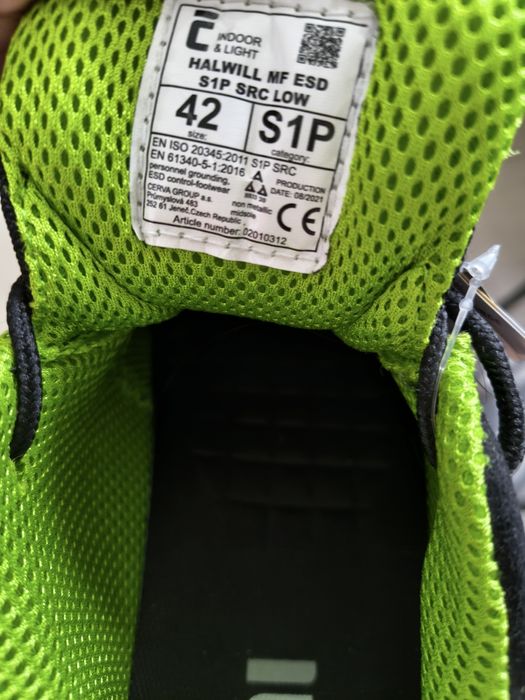 INDOOR
& LIGHT
HALWILL MF ESD
S1P SRC LOW
42
size:
S1P
category:
EN ISO 20345:2011 S1P SRC
EN 61340-5-1:2016
personnel grounding,
ESD control-footwear
CERVA GROUP a.s.
Průmyslová 483
252 61 Jeneč, Czech Republic
non metallic
midsole
PRODUCTION
DATE: 08/2021
CE
Article number: 02010312